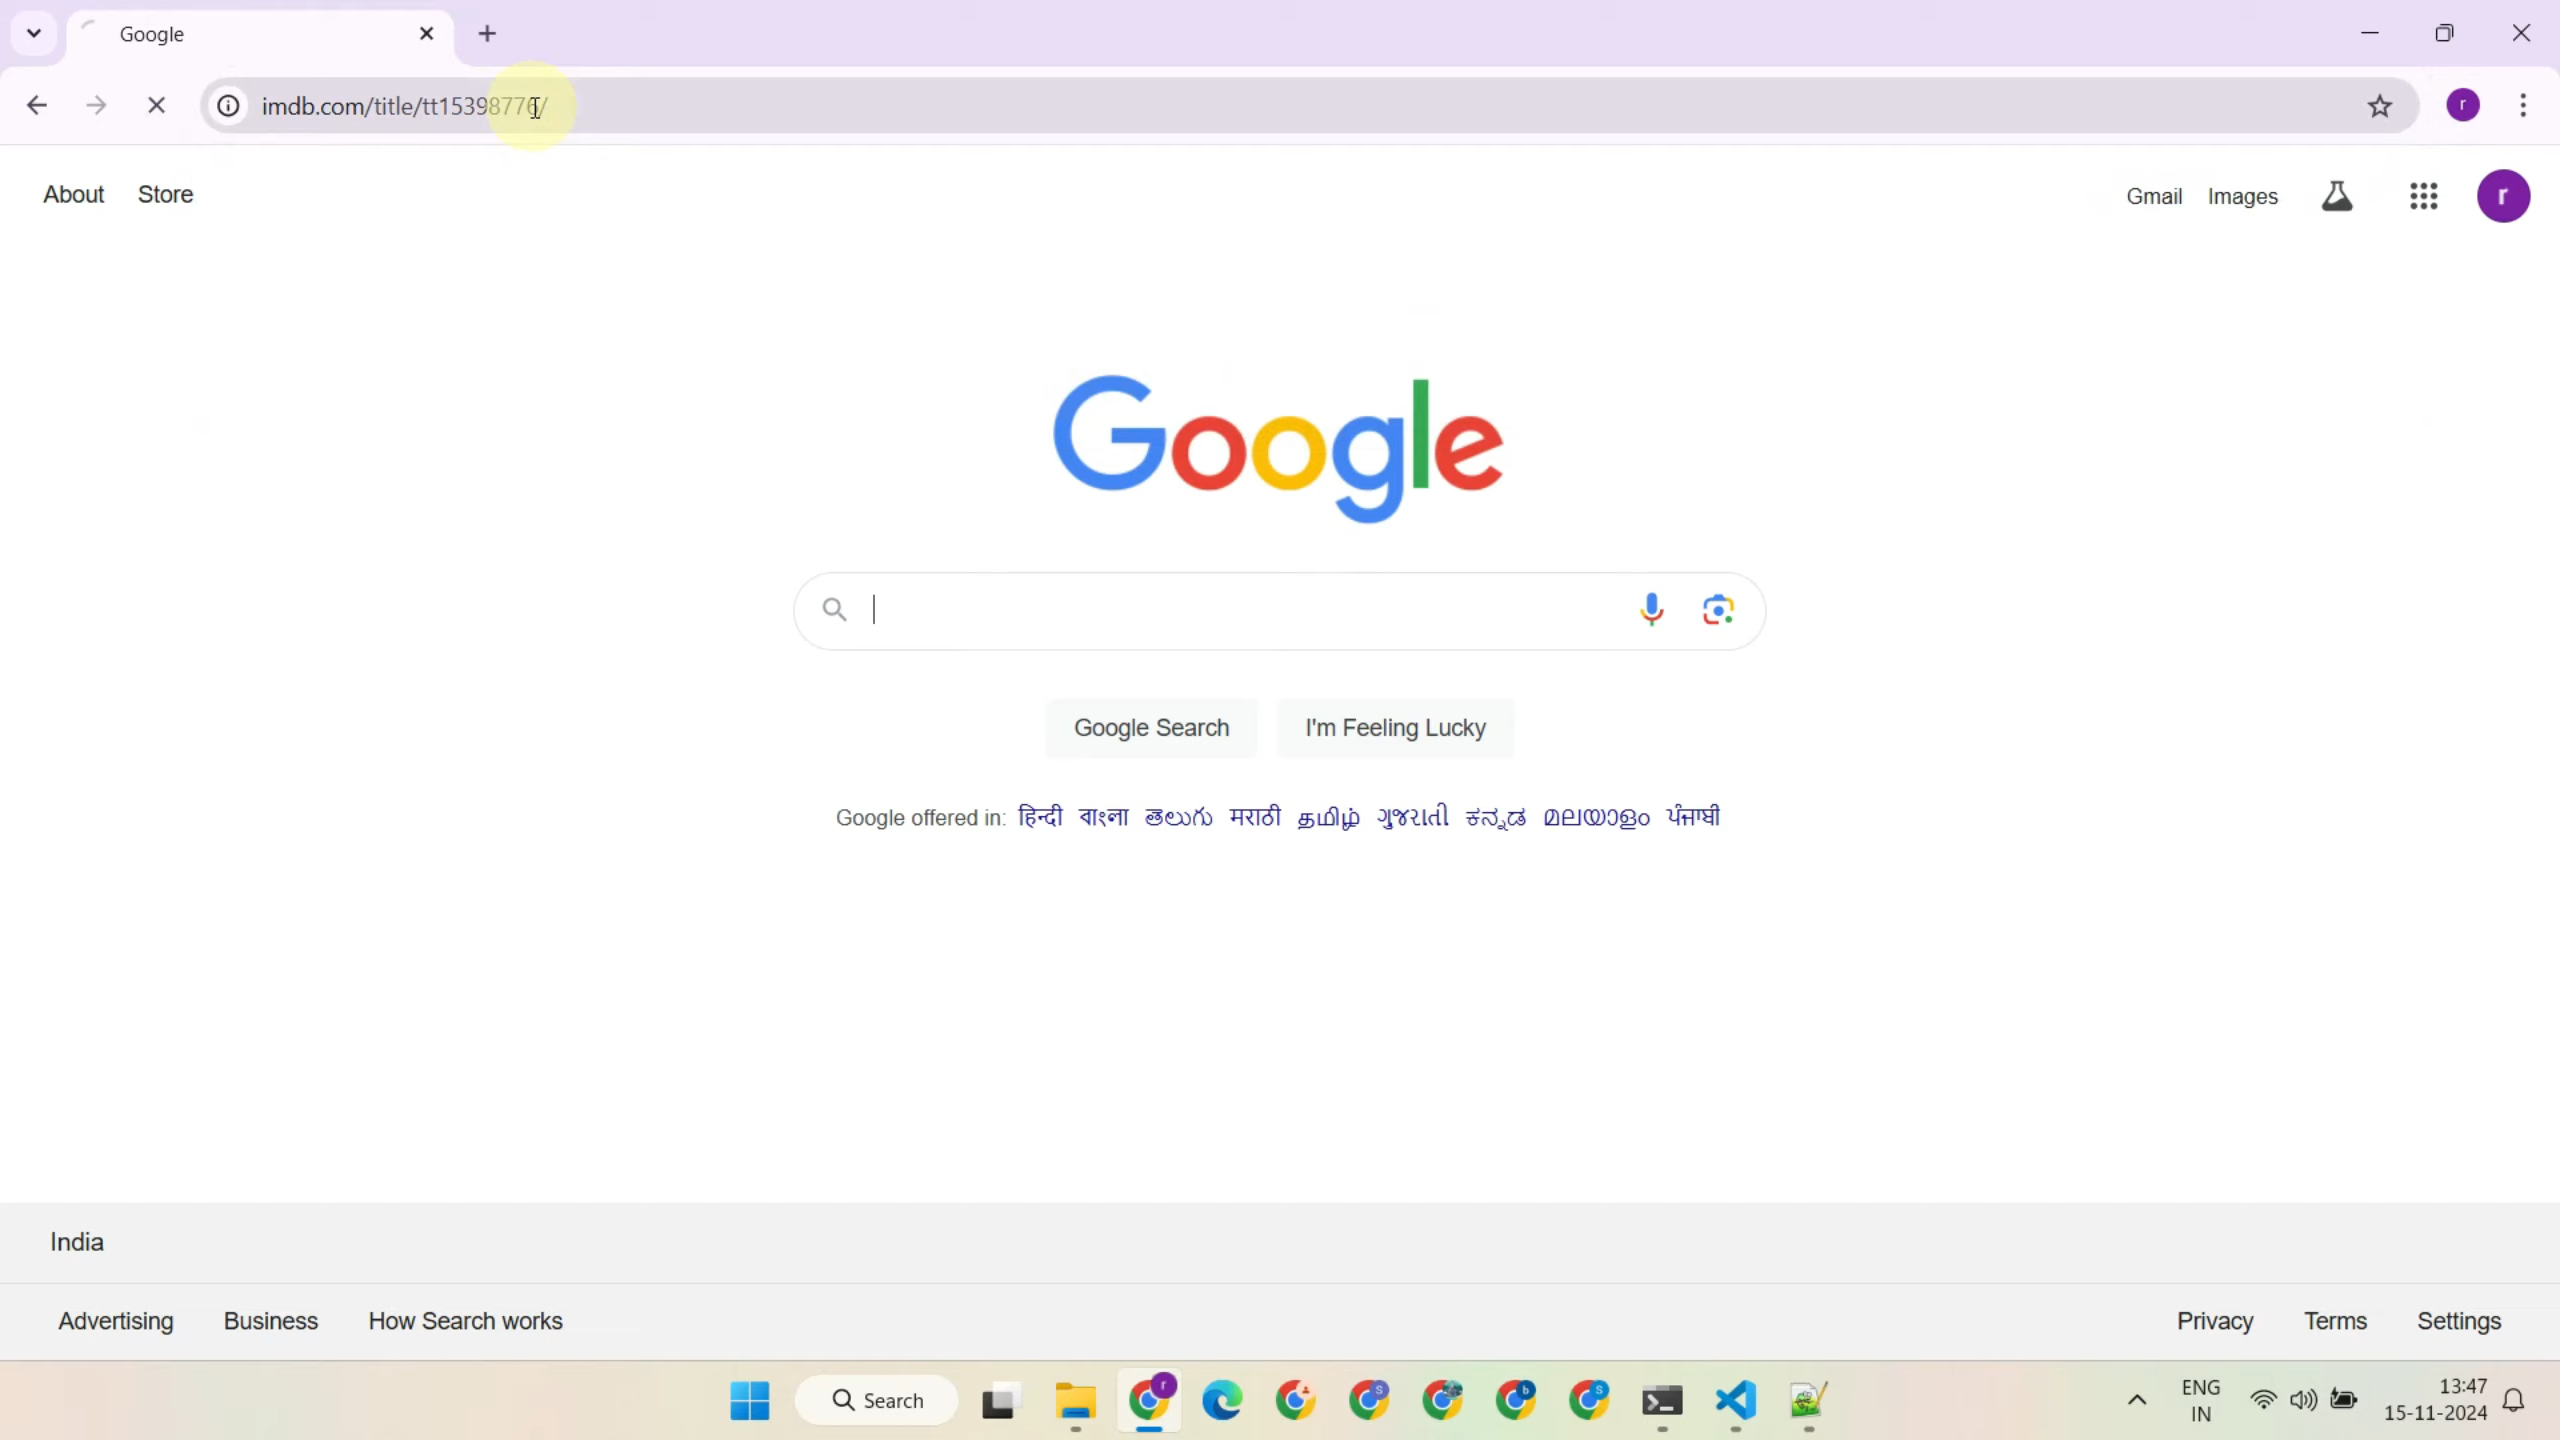 Google
imdb.com/title/tt15398776/
r
About Store
Gmail Images
r
Google
Google Search I'm Feeling Lucky
Google offered in: हिन्दी বাংলা తెలుగు मराठी தமிழ் ગુજરાતી ಕನ್ನಡ മലയാളം ਪੰਜਾਬੀ
India
Advertising Business How Search works
Privacy Terms Settings
Search
r
S
b
S
ENG
IN
13:47
15-11-2024